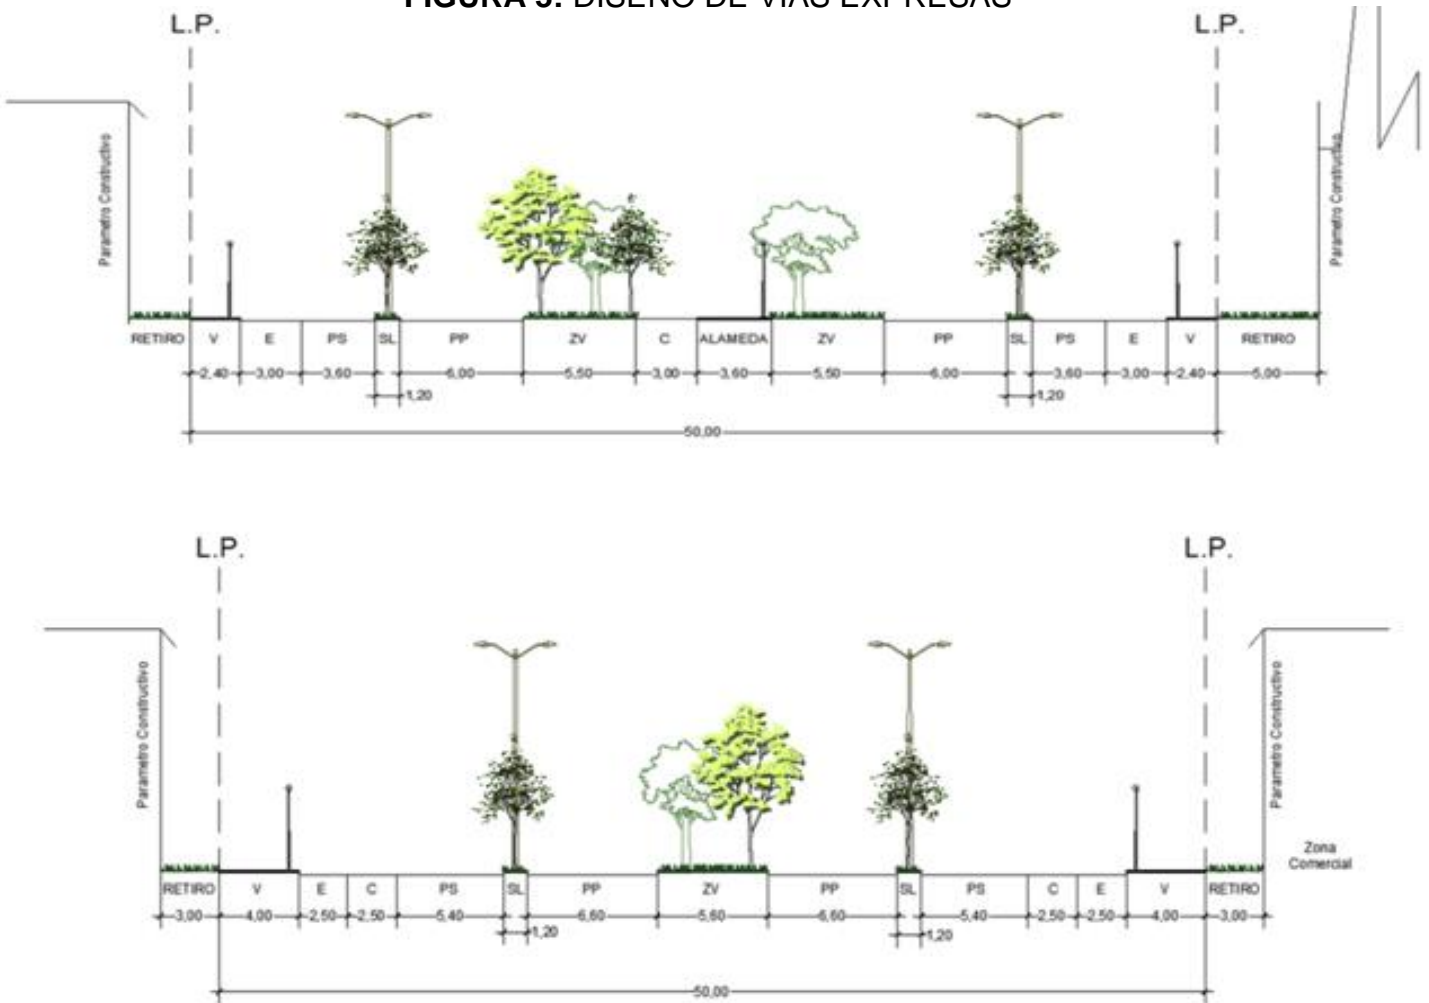 FIGURA 5: DISEÑO DE VIAS EXPRESAS
L.P. L.P.
Parametro Constructivo Parametro Constructivo
RETIRO V E PS SL PP ZV C ALAMEDA ZV PP SL PS E V RETIRO
2,40 3,00 3,60 6,00 5,50 3,00 3,60 5,50 6,00 3,60 3,00 2,40 5,00
1,20 1,20
50,00
L.P. L.P.
Parametro Constructivo Parametro Constructivo
Zona
Comercial
RETIRO V E C PS SL PP ZV PP SL PS C E V RETIRO
3,00 4,00 2,50 2,50 5,40 6,60 5,60 6,60 5,40 2,50 2,50 4,00 3,00
1,20 1,20
50,00